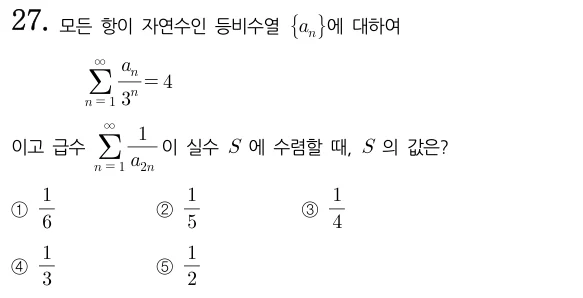 27. 모든 항이 자연수인 등비수열 {aₙ}에 대하여
∑_{n=1}^{∞} aₙ/3ⁿ = 4
이고 급수 ∑_{n=1}^{∞} 1/a₂ₙ 이 실수 S 에 수렴할 때, S 의 값은?
① 1/6 ② 1/5 ③ 1/4
④ 1/3 ⑤ 1/2